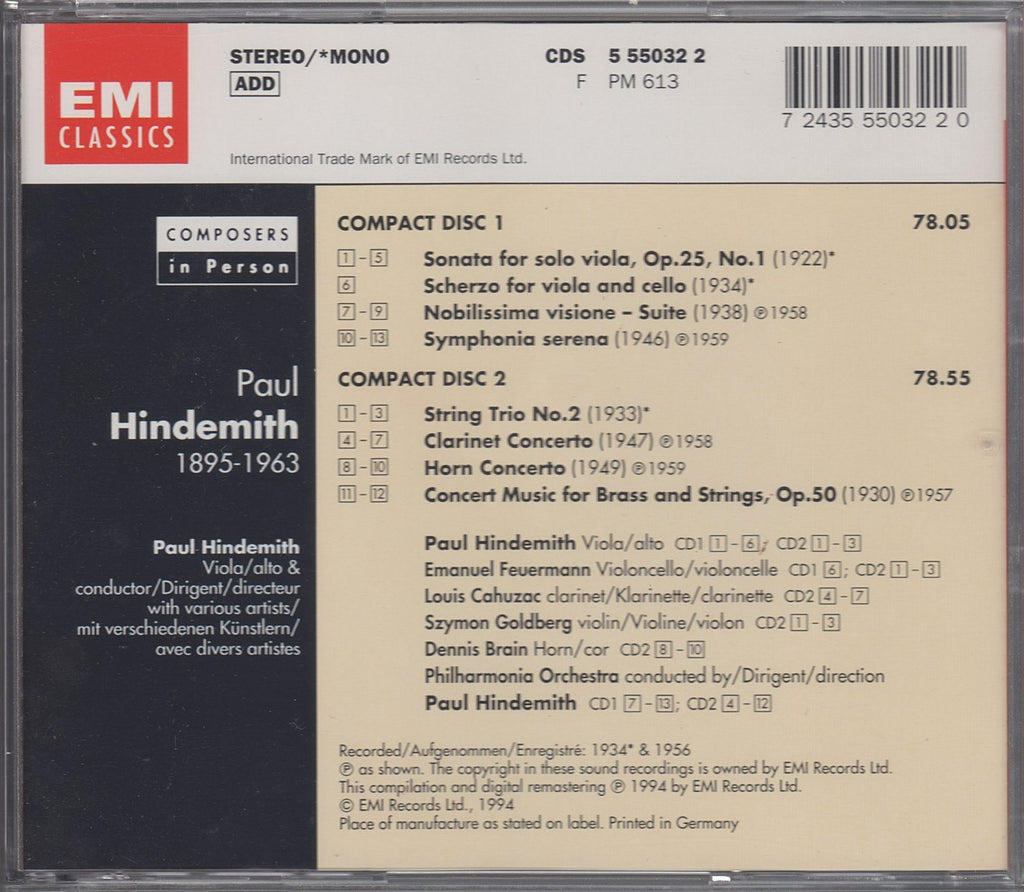 EMI
CLASSICS
STEREO/*MONO
ADD
International Trade Mark of EMI Records Ltd.
CDS 5 55032 2
F PM 613
7 24355 55032 2 0
COMPOSERS
in Person
Paul
Hindemith
1895-1963
Paul Hindemith
Viola/alto &
conductor/Dirigent/directeur
with various artists/
mit verschiedenen Künstlern/
avec divers artistes
COMPACT DISC 1 78.05
1 - 5 Sonata for solo viola, Op.25, No.1 (1922)*
6 Scherzo for viola and cello (1934)*
7 - 9 Nobilissima visione – Suite (1938) ℗ 1958
10 - 13 Symphonia serena (1946) ℗ 1959
COMPACT DISC 2 78.55
1 - 3 String Trio No.2 (1933)*
4 - 7 Clarinet Concerto (1947) ℗ 1958
8 - 10 Horn Concerto (1949) ℗ 1959
11 - 12 Concert Music for Brass and Strings, Op.50 (1930) ℗ 1957
Paul Hindemith Viola/alto CD1 1 - 6; CD2 1 - 3
Emanuel Feuermann Violoncello/violoncelle CD1 6; CD2 1 - 3
Louis Cahuzac clarinet/Klarinette/clarinette CD2 4 - 7
Szymon Goldberg violin/Violine/violon CD2 1 - 3
Dennis Brain Horn/cor CD2 8 - 10
Philharmonia Orchestra conducted by/Dirigent/direction
Paul Hindemith CD1 7 - 13; CD2 4 - 12
Recorded/Aufgenommen/Enregistré: 1934* & 1956
℗ as shown. The copyright in these sound recordings is owned by EMI Records Ltd.
This compilation and digital remastering ℗ 1994 by EMI Records Ltd.
© EMI Records Ltd., 1994
Place of manufacture as stated on label. Printed in Germany